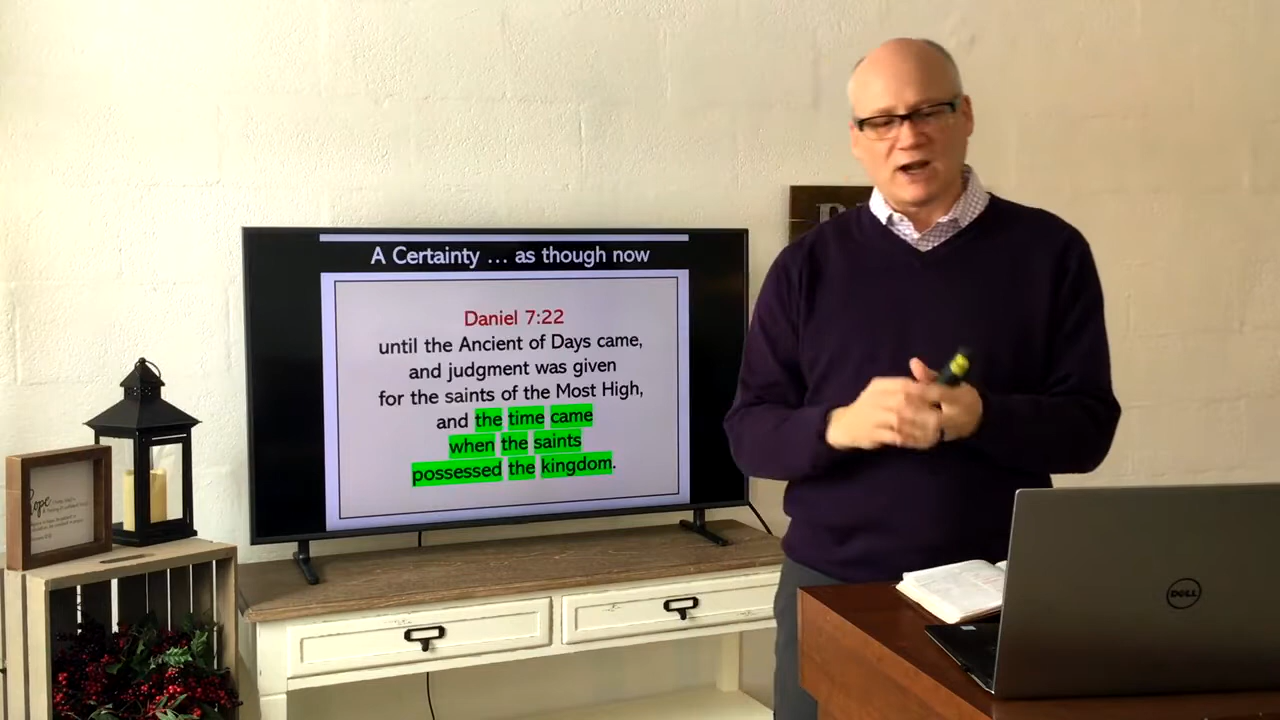 A Certainty … as though now
Daniel 7:22
until the Ancient of Days came,
and judgment was given
for the saints of the Most High,
and the time came
when the saints
possessed the kingdom.
DELL